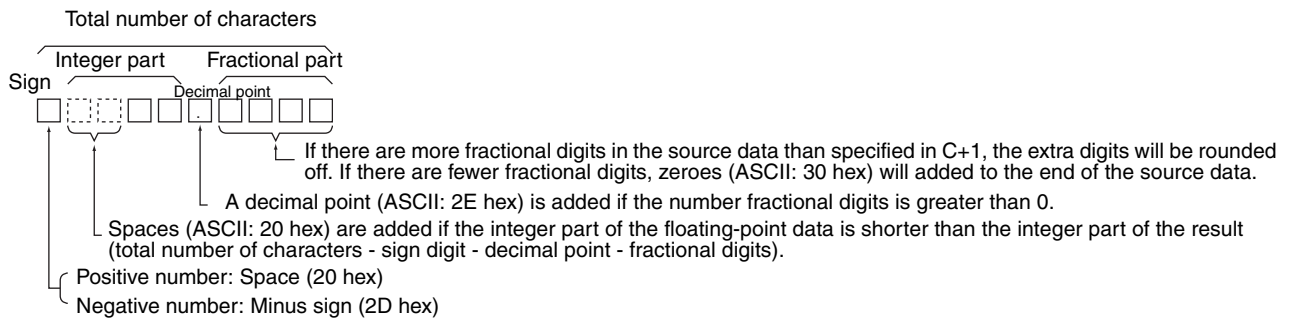 Total number of characters
Integer part Fractional part
Sign
Decimal point
.
If there are more fractional digits in the source data than specified in C+1, the extra digits will be rounded
off. If there are fewer fractional digits, zeroes (ASCII: 30 hex) will added to the end of the source data.
A decimal point (ASCII: 2E hex) is added if the number fractional digits is greater than 0.
Spaces (ASCII: 20 hex) are added if the integer part of the floating-point data is shorter than the integer part of the result
(total number of characters - sign digit - decimal point - fractional digits).
Positive number: Space (20 hex)
Negative number: Minus sign (2D hex)